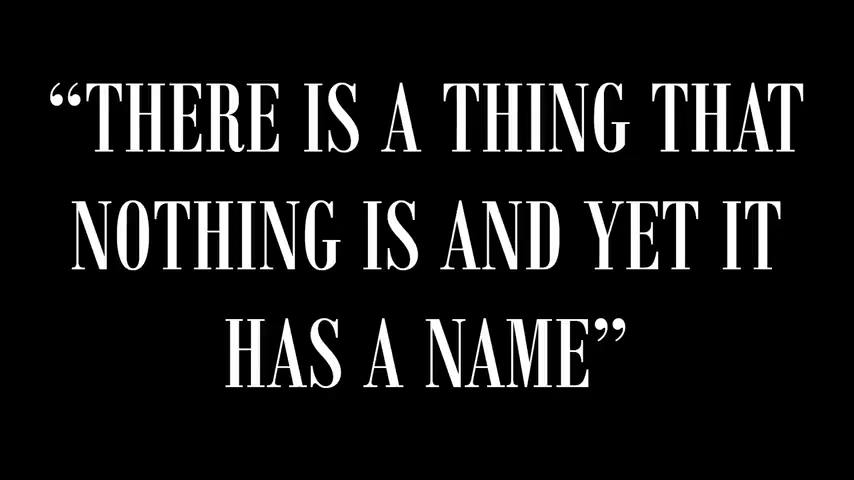 “THERE IS A THING THAT
NOTHING IS AND YET IT
HAS A NAME”